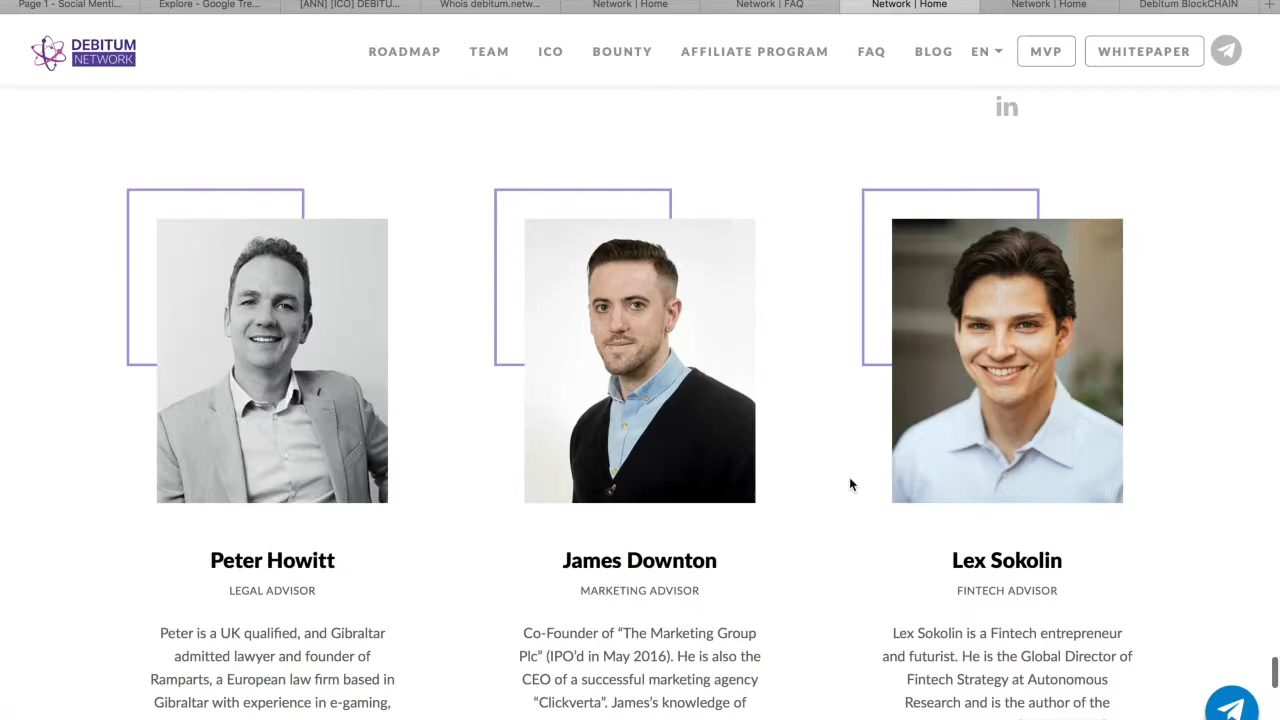 Page 1 - Social Menti...
Explore - Google Tre...
[ANN] [ICO] DEBITU...
Whois debitum.netw...
Network | Home
Network | FAQ
Network | Home
Network | Home
Debitum BlockCHAIN
DEBITUM
NETWORK
ROADMAP
TEAM
ICO
BOUNTY
AFFILIATE PROGRAM
FAQ
BLOG
EN
MVP
WHITEPAPER
in
Peter Howitt
LEGAL ADVISOR
Peter is a UK qualified, and Gibraltar
admitted lawyer and founder of
Ramparts, a European law firm based in
Gibraltar with experience in e-gaming,
James Downton
MARKETING ADVISOR
Co-Founder of “The Marketing Group
Plc” (IPO’d in May 2016). He is also the
CEO of a successful marketing agency
“Clickverta”. James’s knowledge of
Lex Sokolin
FINTECH ADVISOR
Lex Sokolin is a Fintech entrepreneur
and futurist. He is the Global Director of
Fintech Strategy at Autonomous
Research and is the author of the